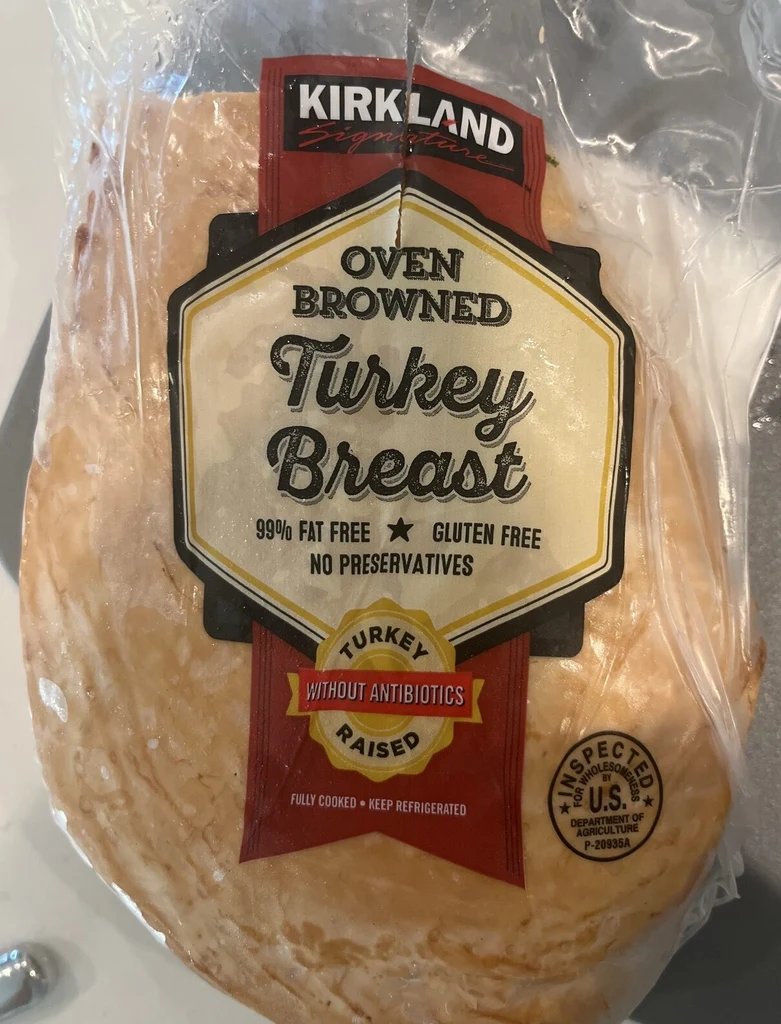 KIRKLAND
Signature
OVEN
BROWNED
Turkey
Breast
99% FAT FREE ★ GLUTEN FREE
NO PRESERVATIVES
TURKEY
WITHOUT ANTIBIOTICS
RAISED
FULLY COOKED • KEEP REFRIGERATED
INSPECTED
FOR WHOLESOMENESS
BY
U.S.
DEPARTMENT OF
AGRICULTURE
P-20935A